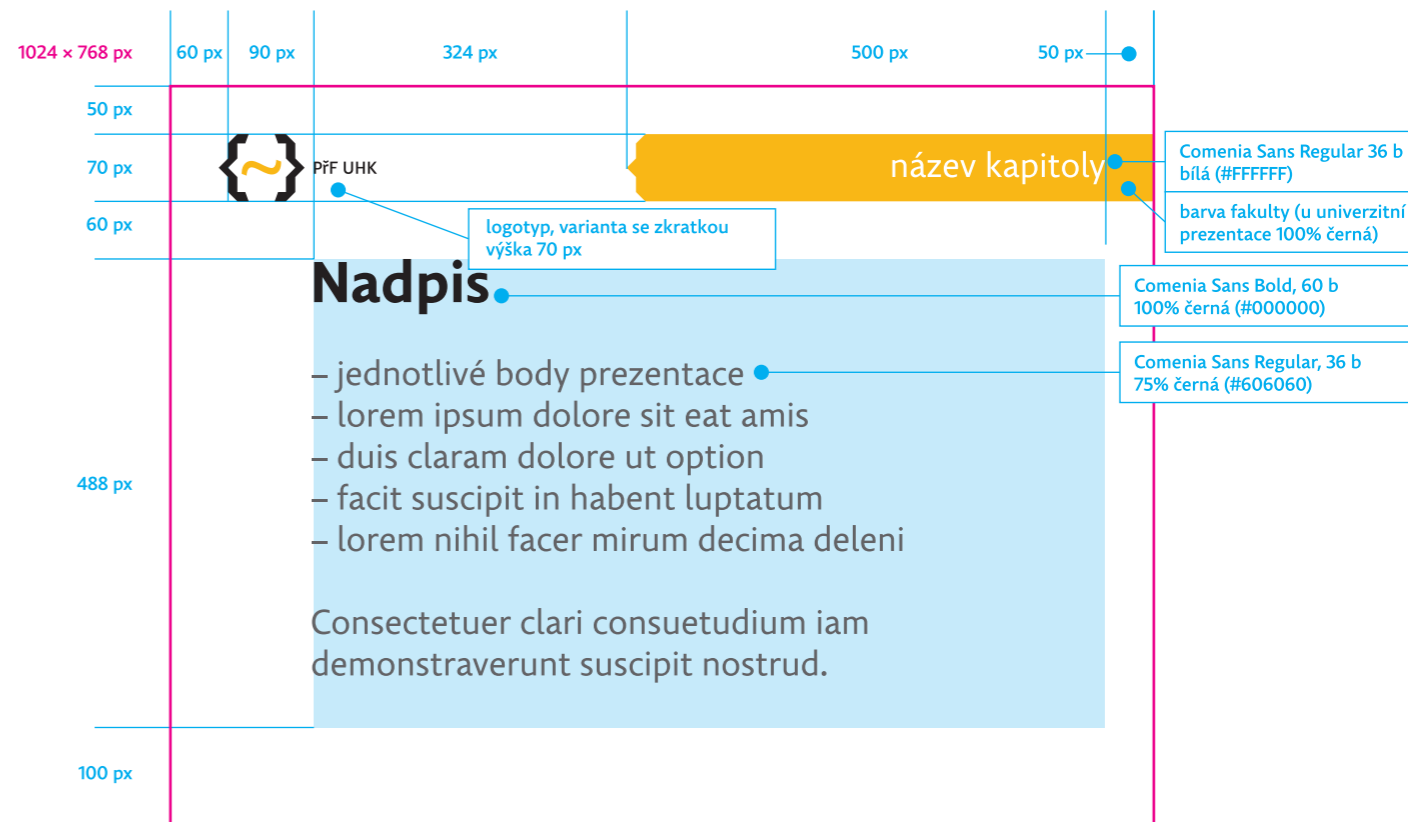 1024 × 768 px
60 px
90 px
324 px
500 px
50 px
50 px
70 px
PřF UHK
název kapitoly
Comenia Sans Regular 36 b
bílá (#FFFFFF)
barva fakulty (u univerzitní
prezentace 100% černá)
60 px
logotyp, varianta se zkratkou
výška 70 px
Nadpis
Comenia Sans Bold, 60 b
100% černá (#000000)
– jednotlivé body prezentace
Comenia Sans Regular, 36 b
75% černá (#606060)
– lorem ipsum dolore sit eat amis
– duis claram dolore ut option
488 px
– facit suscipit in habent luptatum
– lorem nihil facer mirum decima deleni
Consectetuer clari consuetudium iam
demonstraverunt suscipit nostrud.
100 px